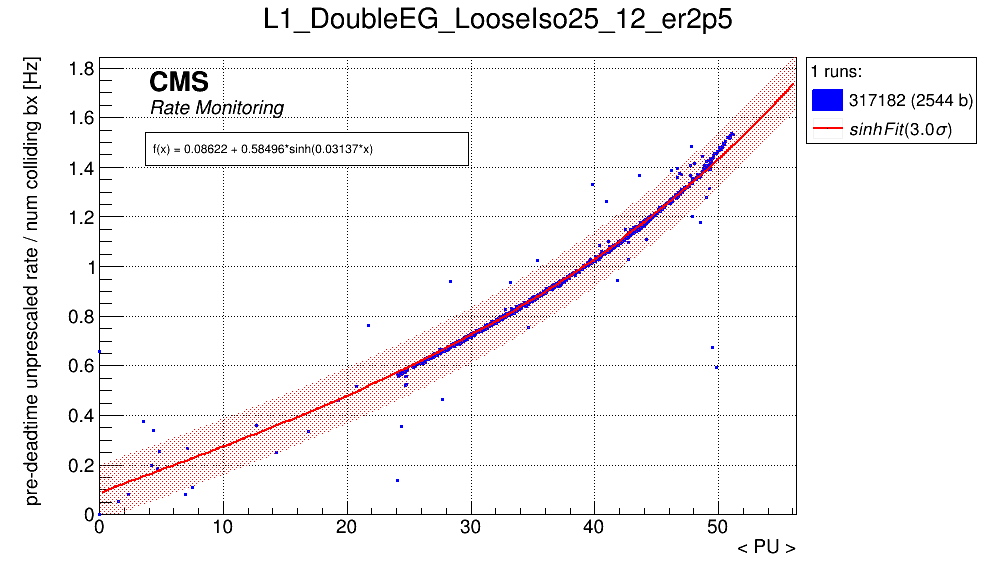 L1_DoubleEG_LooseIso25_12_er2p5
pre-deadtime unprescaled rate / num colliding bx [Hz]
1.8
1.6
1.4
1.2
1
0.8
0.6
0.4
0.2
0
CMS
Rate Monitoring
f(x) = 0.08622 + 0.58496*sinh(0.03137*x)
0 10 20 30 40 50
< PU >
1 runs:
317182 (2544 b)
sinhFit(3.0σ)